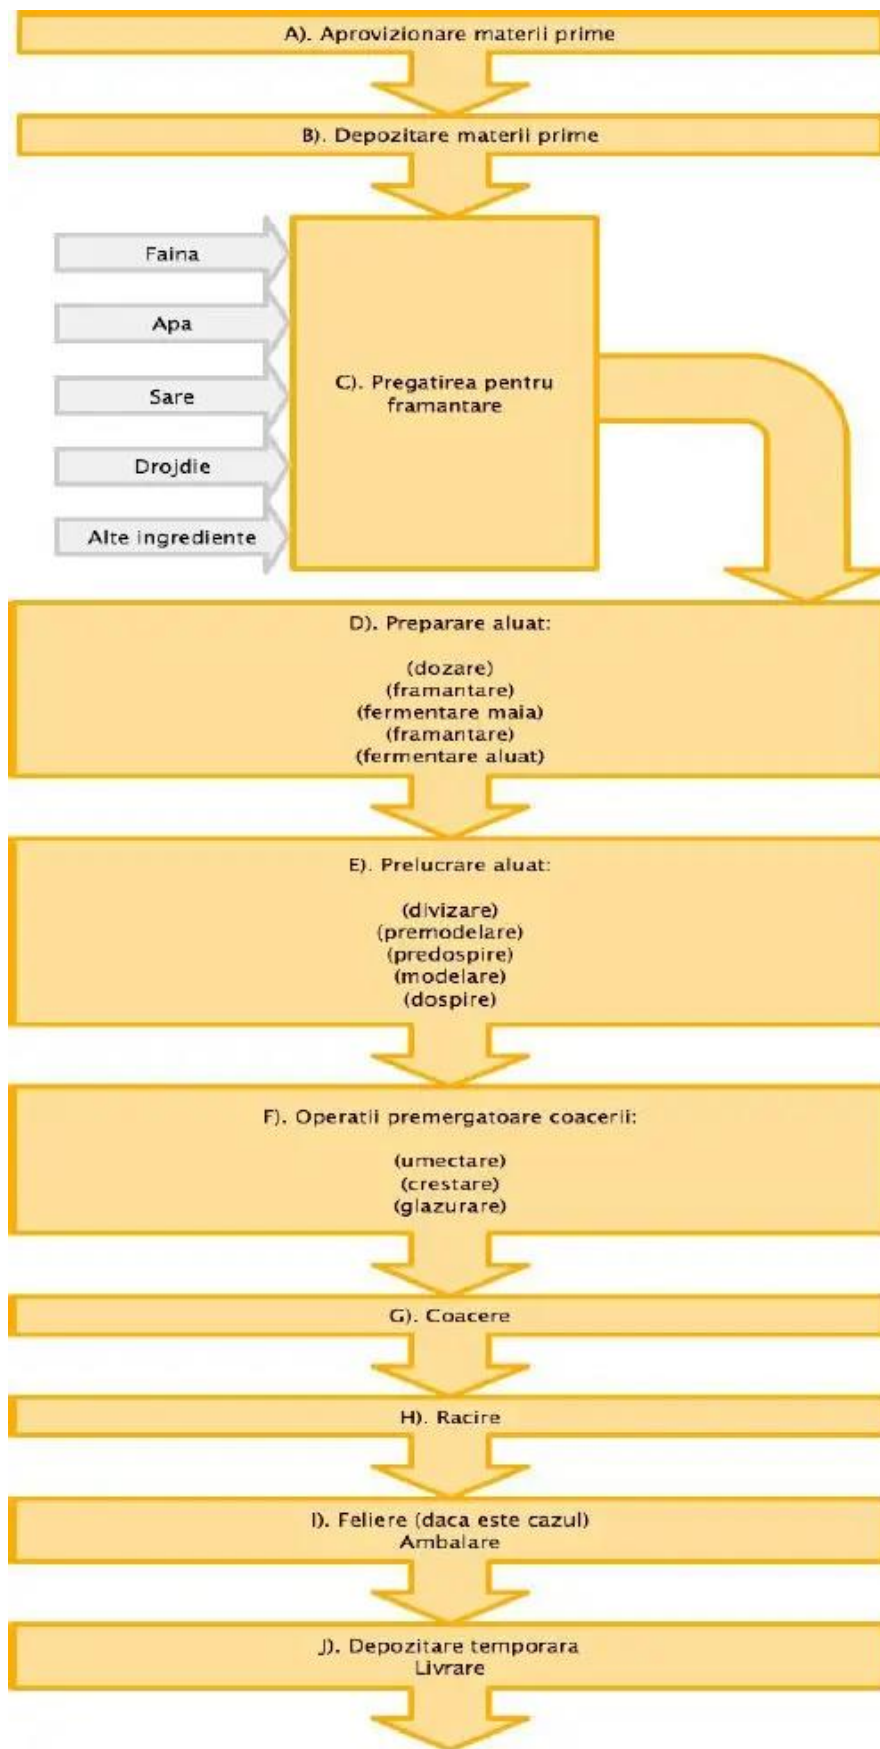 A). Aprovizionare materii prime
B). Depozitare materii prime
Faina
Apa
Sare
Drojdie
Alte ingrediente
C). Pregatirea pentru
framantare
D). Preparare aluat:
(dozare)
(framantare)
(fermentare maia)
(framantare)
(fermentare aluat)
E). Prelucrare aluat:
(divizare)
(premodelare)
(predospire)
(modelare)
(dospire)
F). Operatii premergatoare coacerii:
(umectare)
(crestare)
(glazurare)
G). Coacere
H). Racire
I). Feliere (daca este cazul)
Ambalare
J). Depozitare temporara
Livrare